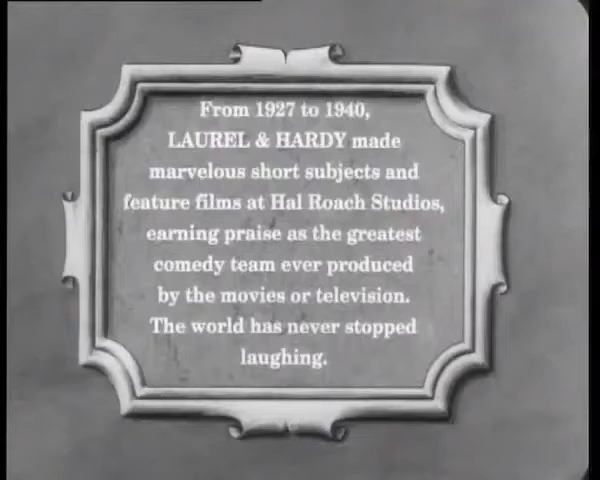 From 1927 to 1940,
LAUREL & HARDY made
marvelous short subjects and
feature films at Hal Roach Studios,
earning praise as the greatest
comedy team ever produced
by the movies or television.
The world has never stopped
laughing.